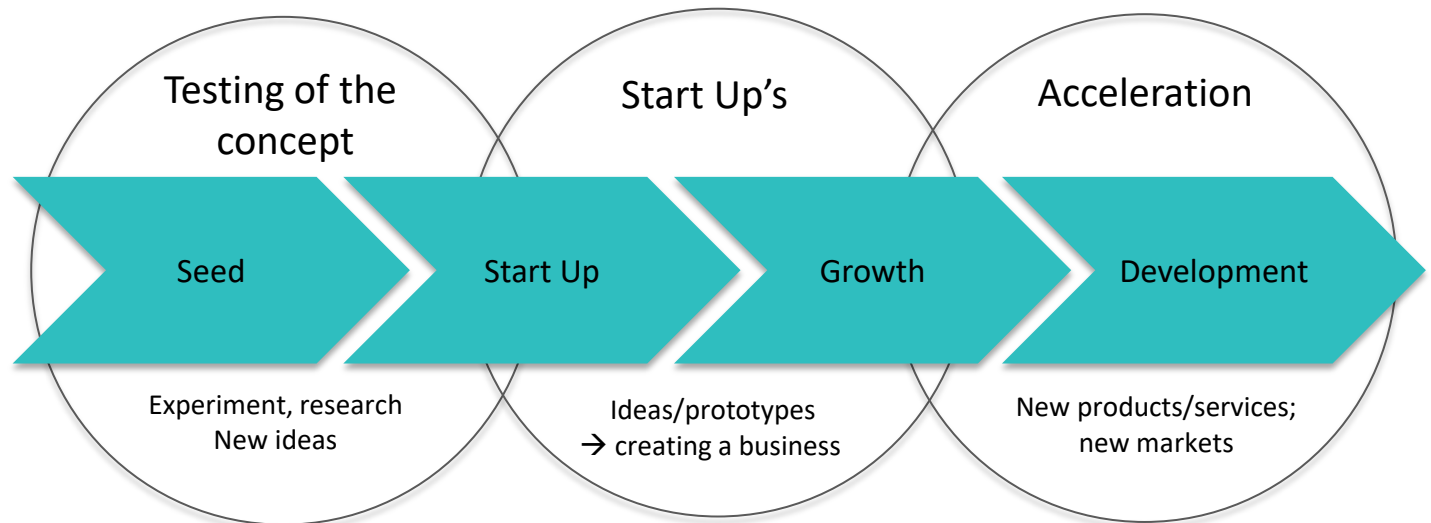 Testing of the
concept
Start Up’s
Acceleration
Seed
Start Up
Growth
Development
Experiment, research
New ideas
Ideas/prototypes
→ creating a business
New products/services;
new markets